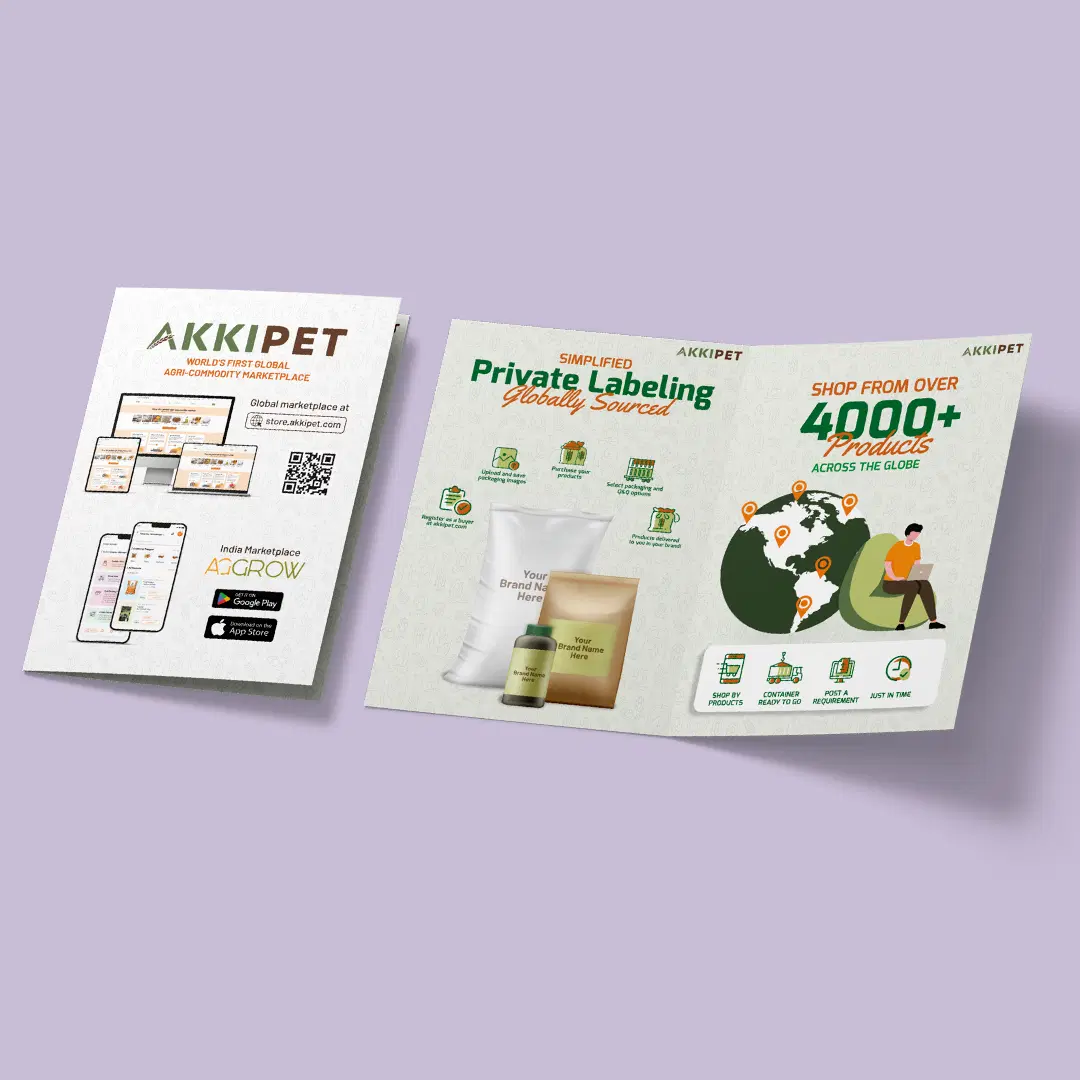 AKKIPET
WORLD'S FIRST GLOBAL
AGRI-COMMODITY MARKETPLACE
Global marketplace at
store.akkipet.com
India Marketplace
AGGROW
GET IT ON
Google Play
Download on the
App Store
AKKIPET
SIMPLIFIED
Private Labeling
Globally Sourced
Register as a buyer
at akkipet.com
Upload and save
packaging images
Purchase your
products
Select packaging and
Q&Q options
Products delivered
to you in your brand!
Your
Brand Na
Here
Your
Brand Name
Here
Your
Brand Name
Here
AKKIPET
SHOP FROM OVER
4000+
Products
ACROSS THE GLOBE
SHOP BY
PRODUCTS
CONTAINER
READY TO GO
POST A
REQUIREMENT
JUST IN TIME